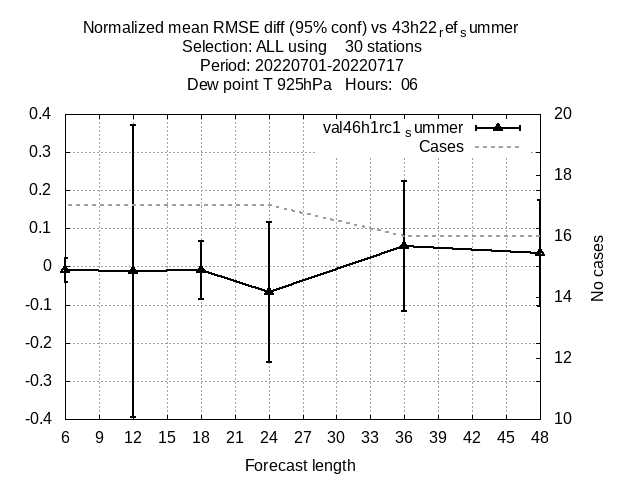 Normalized mean RMSE diff (95% conf) vs 43h22refsummer
Selection: ALL using 30 stations
Period: 20220701-20220717
Dew point T 925hPa Hours: 06
val46h1rc1summer
Cases
0.4
0.3
0.2
0.1
0
-0.1
-0.2
-0.3
-0.4
20
18
16
14
12
10
No cases
6 9 12 15 18 21 24 27 30 33 36 39 42 45 48
Forecast length